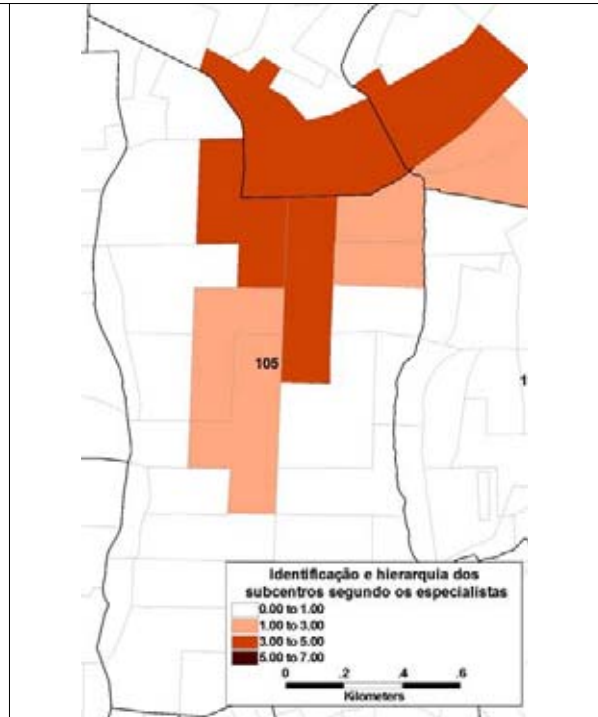 105
1
Identificação e hierarquia dos
subcentros segundo os especialistas
0.00 to 1.00
1.00 to 3.00
3.00 to 5.00
5.00 to 7.00
0 .2 .4 .6
Kilometers